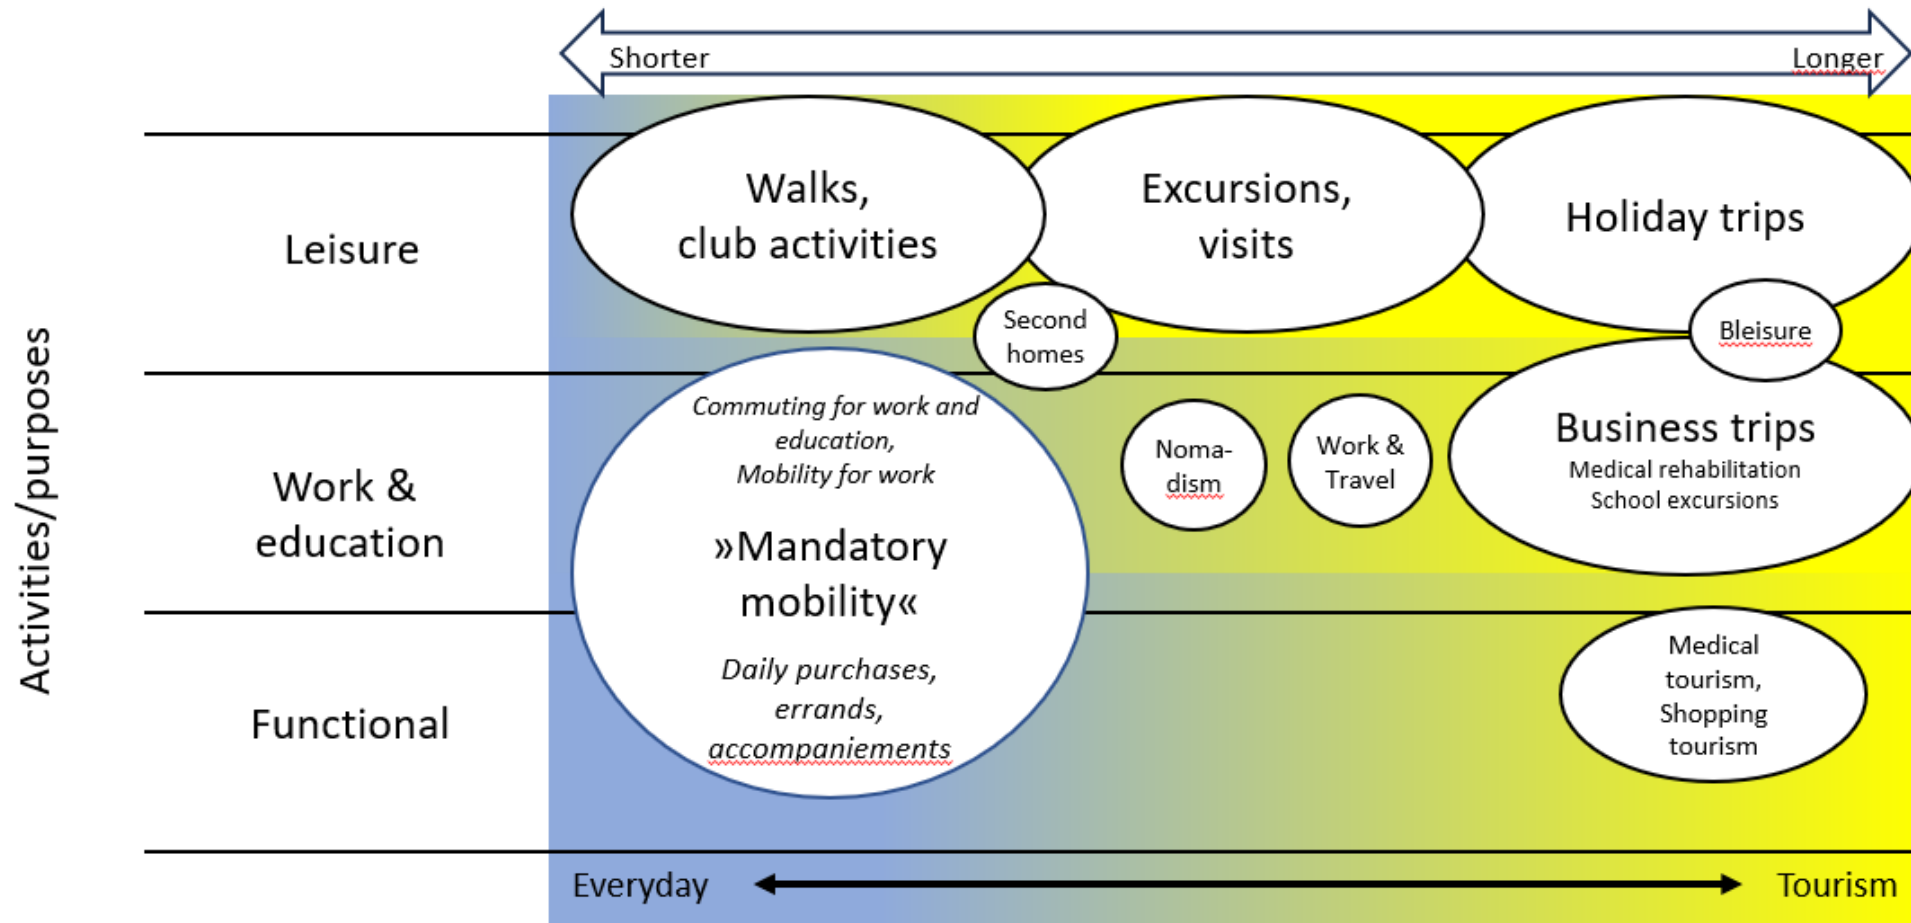 Shorter
Longer
Activities/purposes
Leisure
Walks,
club activities
Excursions,
visits
Holiday trips
Second
homes
Bleisure
Work &
education
Commuting for work and
education,
Mobility for work
»Mandatory
mobility«
Daily purchases,
errands,
accompaniements
Noma-
dism
Work &
Travel
Business trips
Medical rehabilitation
School excursions
Functional
Medical
tourism,
Shopping
tourism
Everyday
Tourism